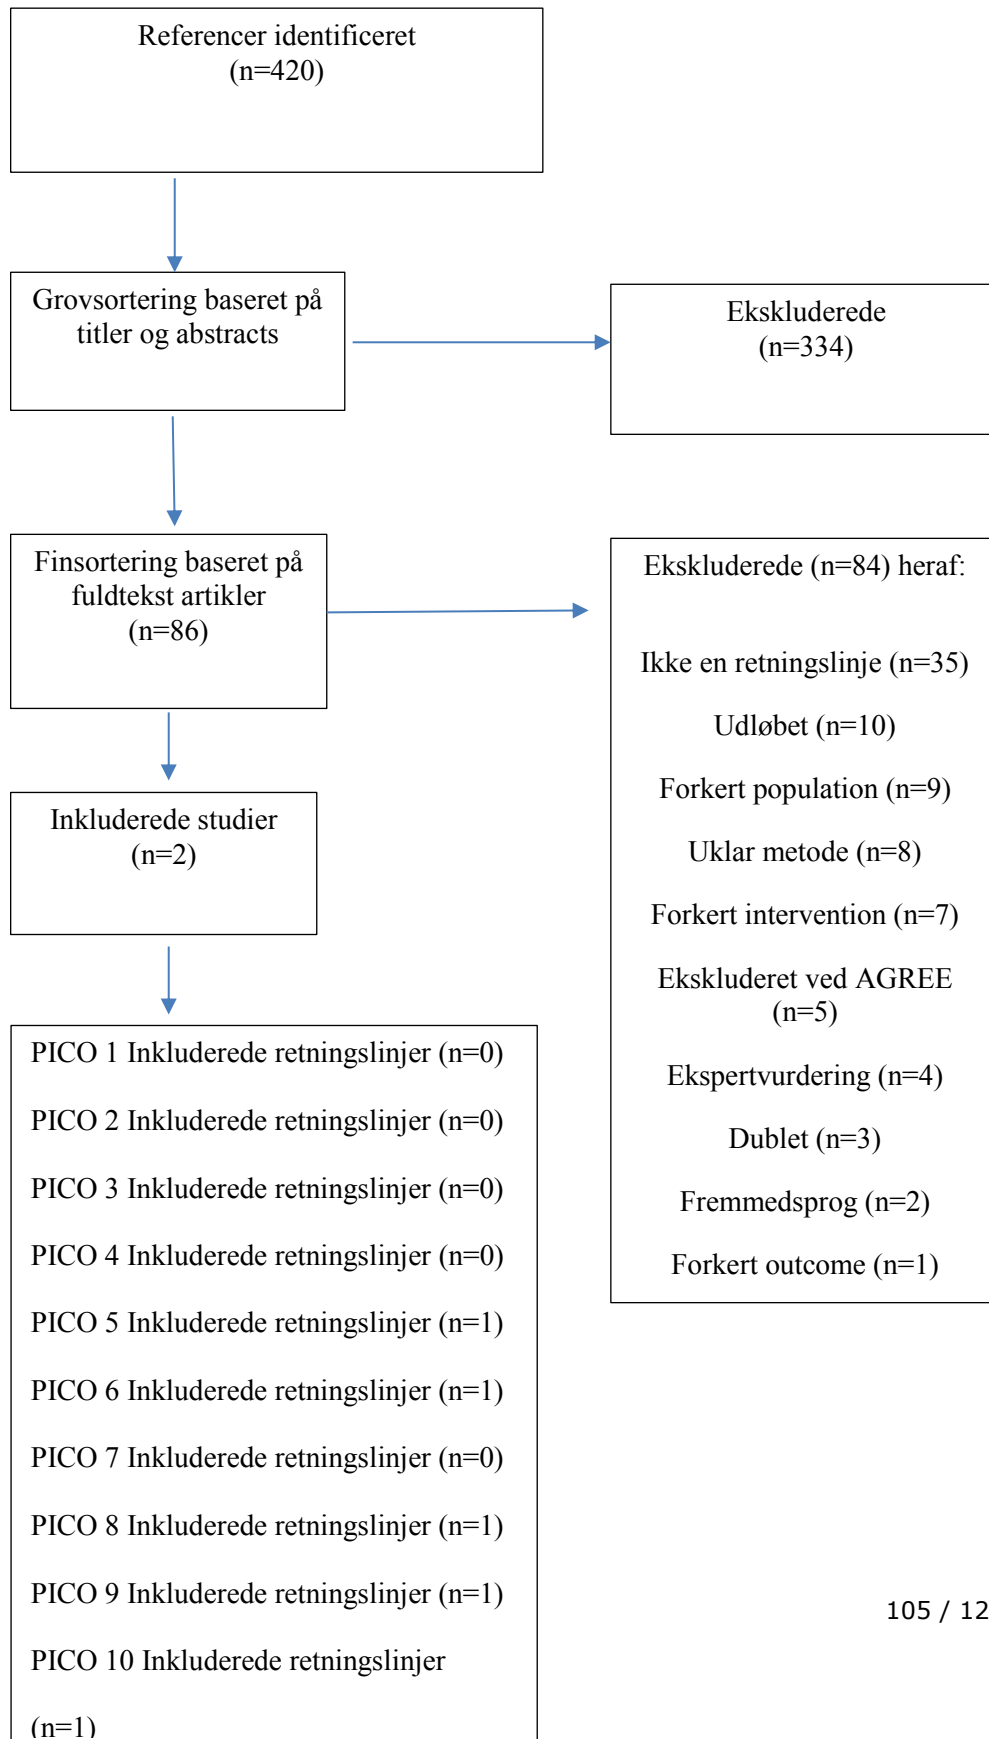 Referencer identificeret
(n=420)
Grovsortering baseret på
titler og abstracts
Ekskluderede
(n=334)
Finsortering baseret på
fuldtekst artikler
(n=86)
Ekskluderede (n=84) heraf:
Ikke en retningslinje (n=35)
Udløbet (n=10)
Forkert population (n=9)
Uklar metode (n=8)
Forkert intervention (n=7)
Ekskluderet ved AGREE
(n=5)
Ekspertvurdering (n=4)
Dublet (n=3)
Fremmedsprog (n=2)
Forkert outcome (n=1)
Inkluderede studier
(n=2)
PICO 1 Inkluderede retningslinjer (n=0)
PICO 2 Inkluderede retningslinjer (n=0)
PICO 3 Inkluderede retningslinjer (n=0)
PICO 4 Inkluderede retningslinjer (n=0)
PICO 5 Inkluderede retningslinjer (n=1)
PICO 6 Inkluderede retningslinjer (n=1)
PICO 7 Inkluderede retningslinjer (n=0)
PICO 8 Inkluderede retningslinjer (n=1)
PICO 9 Inkluderede retningslinjer (n=1)
PICO 10 Inkluderede retningslinjer
(n=1)
105 / 12